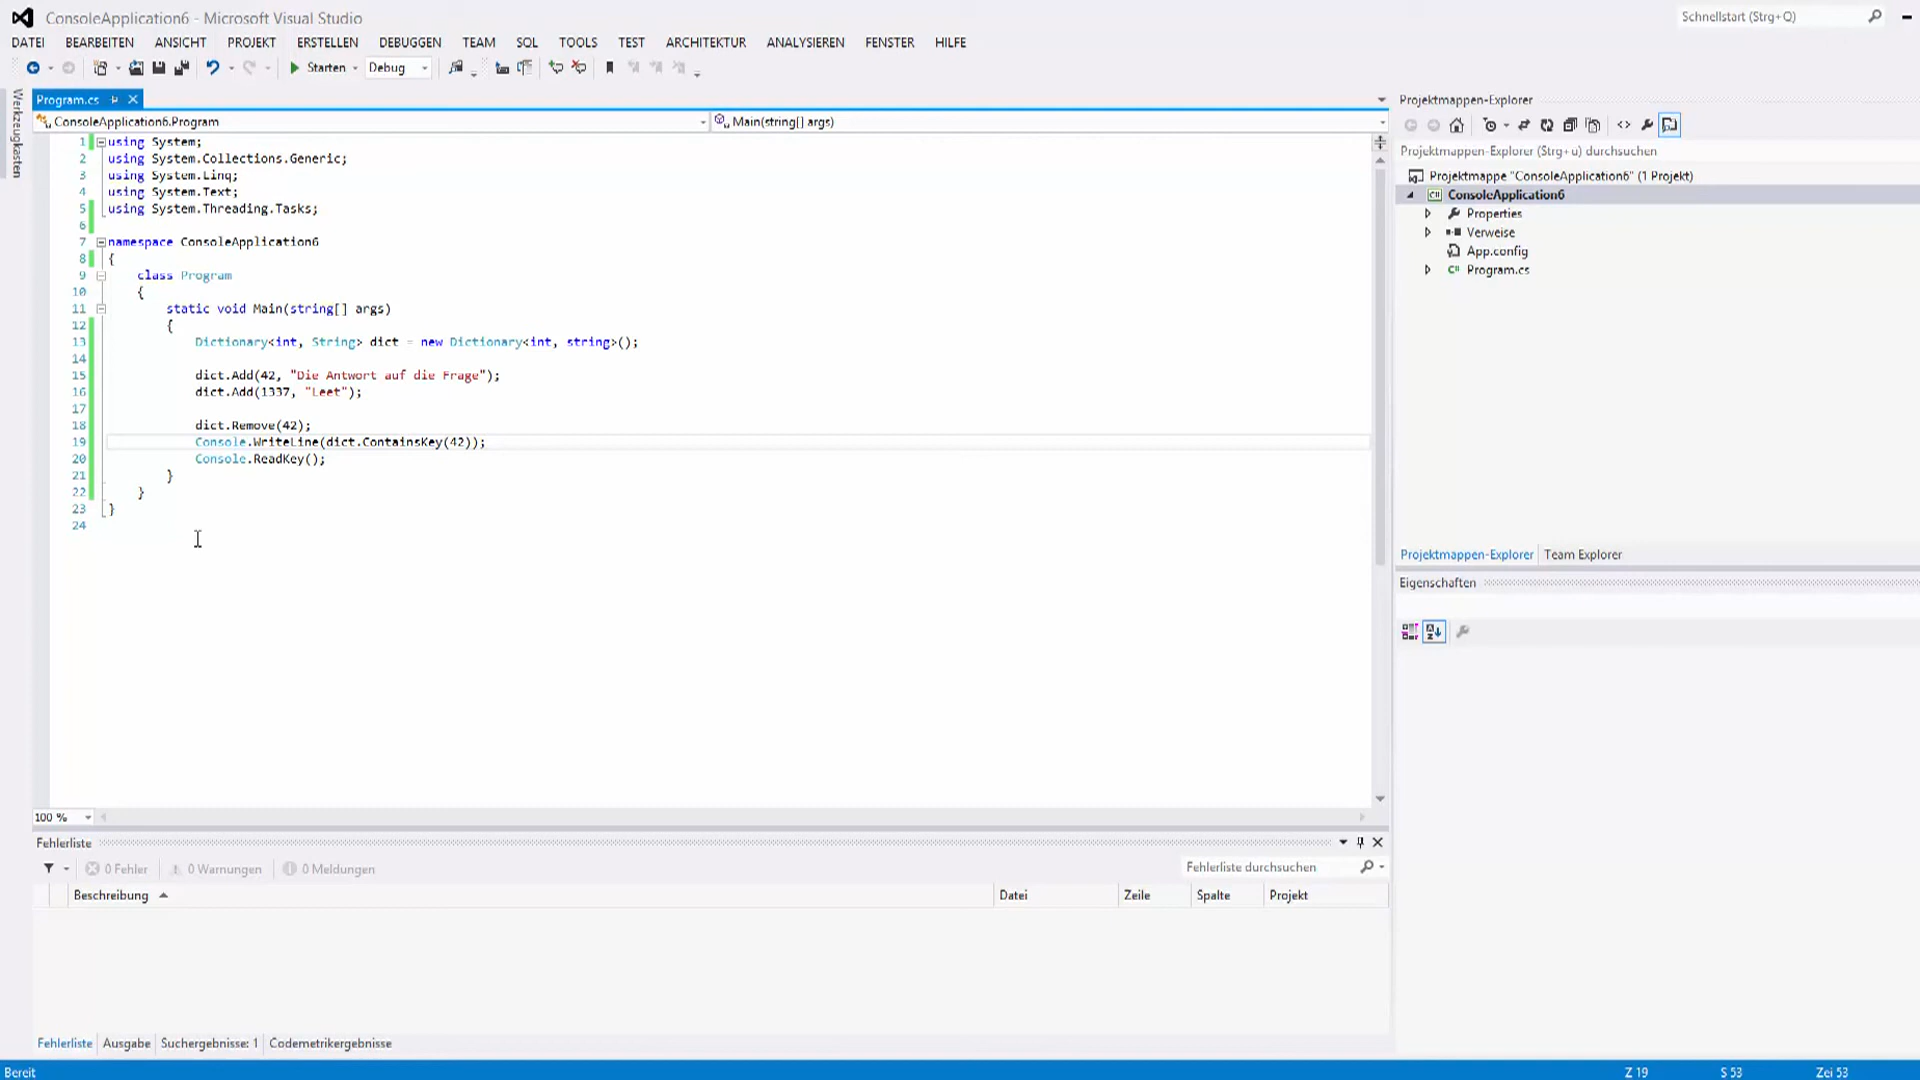 ConsoleApplication6 - Microsoft Visual Studio
Schnellstart (Strg+Q)
DATEI BEARBEITEN ANSICHT PROJEKT ERSTELLEN DEBUGGEN TEAM SQL TOOLS TEST ARCHITEKTUR ANALYSIEREN FENSTER HILFE
Starten Debug
Werkzeugkasten
Program.cs
ConsoleApplication6.Program
Main(string[] args)
1 using System;
2 using System.Collections.Generic;
3 using System.Linq;
4 using System.Text;
5 using System.Threading.Tasks;
6
7 namespace ConsoleApplication6
8 {
9 class Program
10 {
11 static void Main(string[] args)
12 {
13 Dictionary<int, String> dict = new Dictionary<int, string>();
14
15 dict.Add(42, "Die Antwort auf die Frage");
16 dict.Add(1337, "Leet");
17
18 dict.Remove(42);
19 Console.WriteLine(dict.ContainsKey(42));
20 Console.ReadKey();
21 }
22 }
23 }
24
100 %
Projektmappen-Explorer
Projektmappen-Explorer (Strg+ü) durchsuchen
Projektmappe "ConsoleApplication6" (1 Projekt)
C# ConsoleApplication6
Properties
Verweise
App.config
C# Program.cs
Projektmappen-Explorer Team Explorer
Eigenschaften
Fehlerliste
0 Fehler 0 Warnungen 0 Meldungen
Fehlerliste durchsuchen
Beschreibung Datei Zeile Spalte Projekt
Fehlerliste Ausgabe Suchergebnisse: 1 Codemetrikergebnisse
Bereit Z 19 S 53 Zei 53